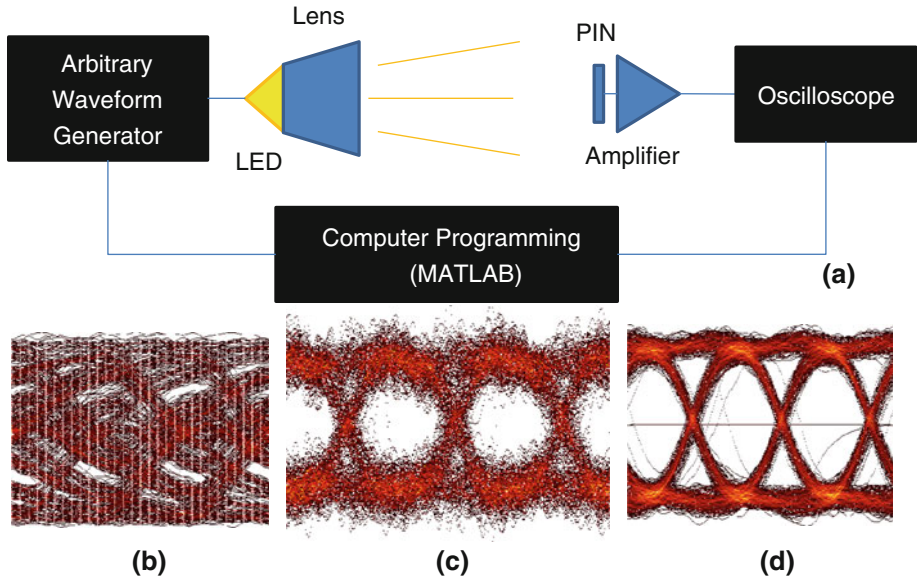 Lens
PIN
Arbitrary
Waveform
Generator
Oscilloscope
LED
Amplifier
Computer Programming
(MATLAB)
(a)
(b)
(c)
(d)